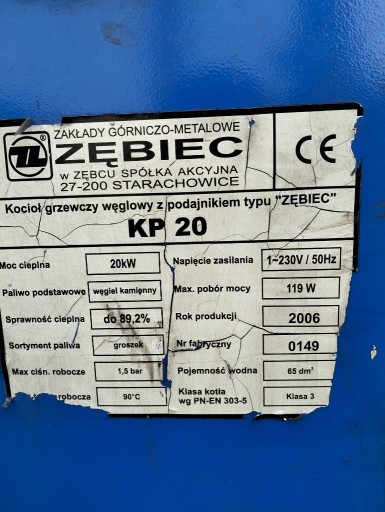 ZAKŁADY GÓRNICZO-METALOWE
ZĘBIEC
W ZĘBCU SPÓŁKA AKCYJNA
27-200 STARACHOWICE
CE
Kocioł grzewczy węglowy z podajnikiem typu "ZĘBIEC"
KP 20
Moc cieplna 20kW Napięcie zasilania 1~230V / 50Hz
Paliwo podstawowe węgiel kamienny Max. pobór mocy 119 W
Sprawność cieplna do 89,2% Rok produkcji 2006
Sortyment paliwa groszek Nr fabryczny 0149
Max ciśn. robocze 1,5 bar Pojemność wodna 65 dm³
robocza 90°C Klasa kotła wg PN-EN 303-5 Klasa 3